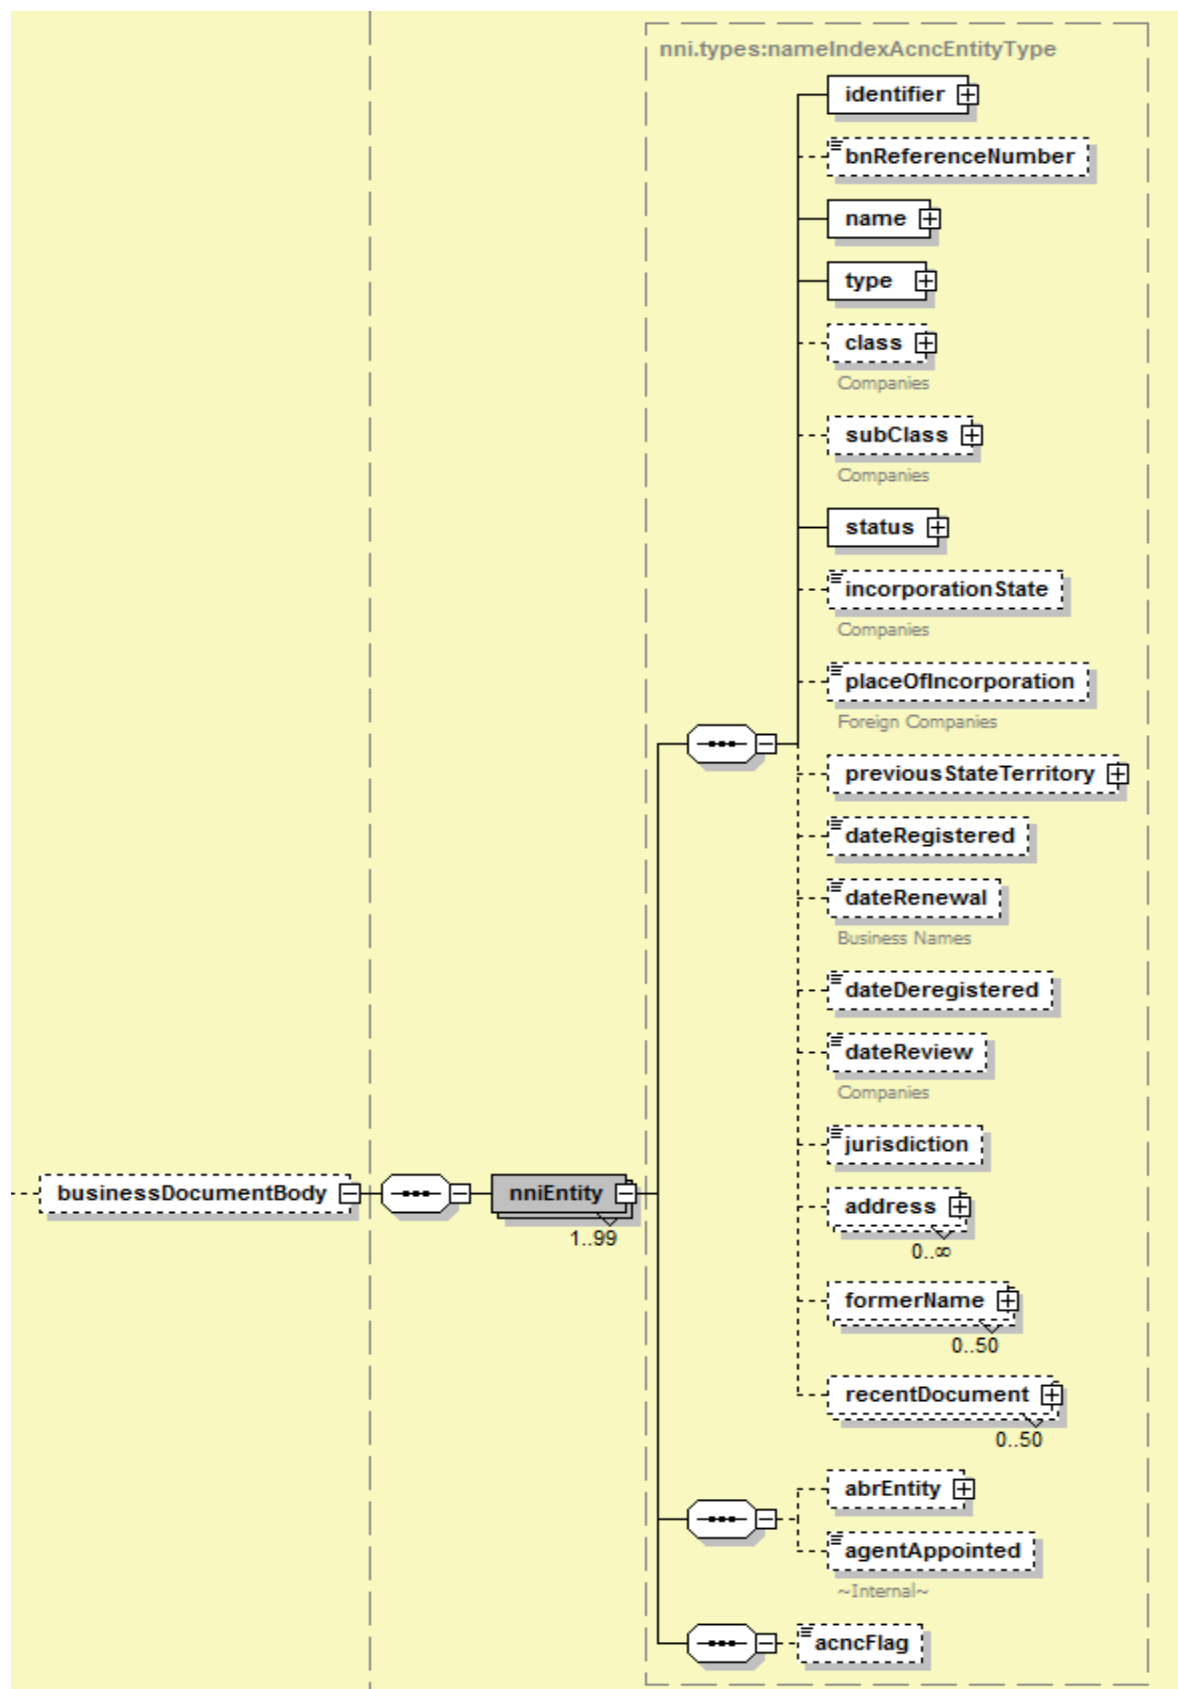 nni.types:nameIndexAcncEntityType
identifier
bnReferenceNumber
name
type
class
Companies
subClass
Companies
status
incorporationState
Companies
placeOfIncorporation
Foreign Companies
previousStateTerritory
dateRegistered
dateRenewal
Business Names
dateDeregistered
dateReview
Companies
jurisdiction
businessDocumentBody
nniEntity
1..99
address
0..∞
formerName
0..50
recentDocument
0..50
abrEntity
agentAppointed
~Internal~
acncFlag